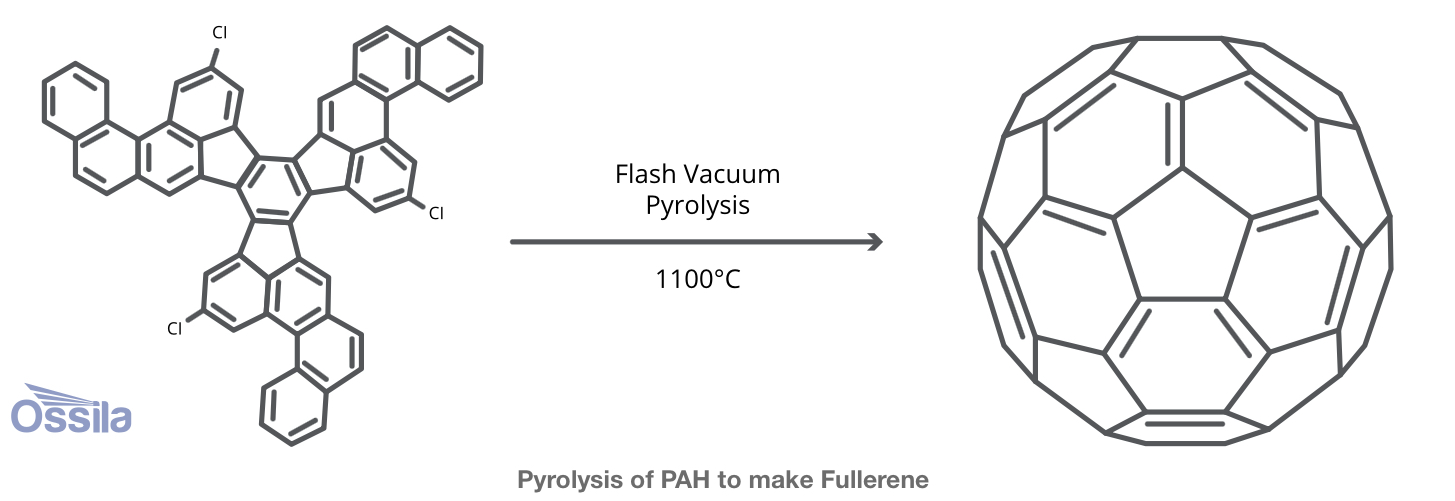 Cl
Cl
Cl
Flash Vacuum
Pyrolysis
1100°C
Ossila
Pyrolysis of PAH to make Fullerene